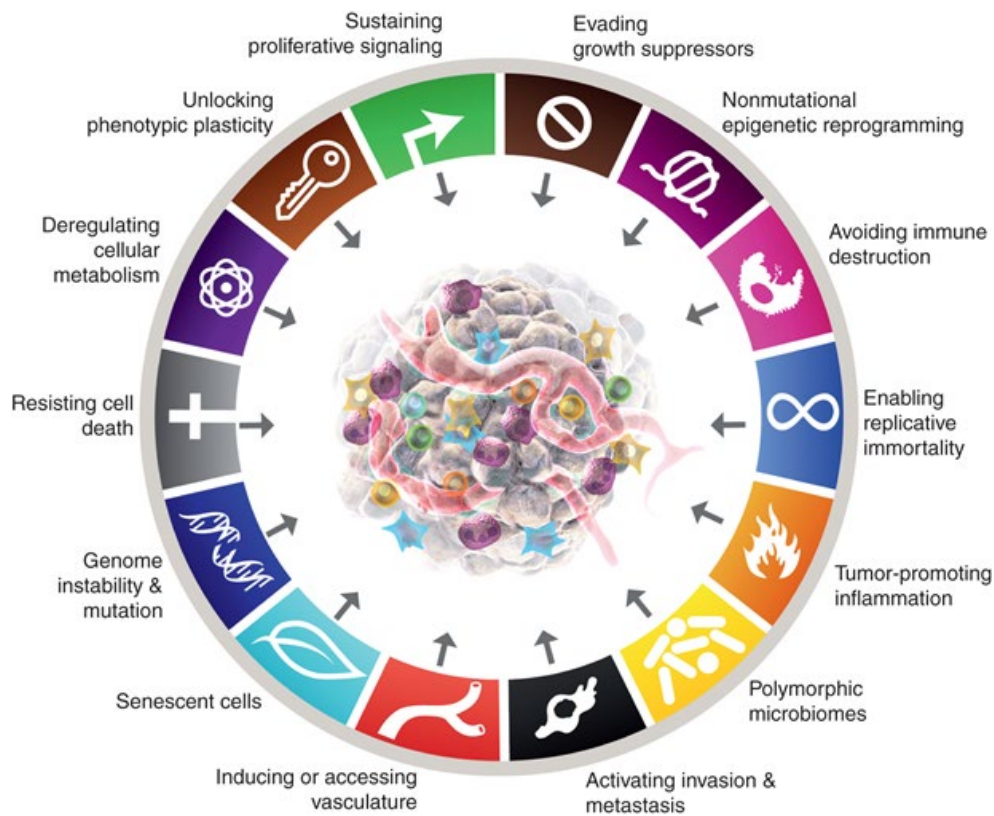 Sustaining
proliferative signaling
Evading
growth suppressors
Nonmutational
epigenetic reprogramming
Avoiding immune
destruction
Enabling
replicative
immortality
Tumor-promoting
inflammation
Polymorphic
microbiomes
Activating invasion &
metastasis
Inducing or accessing
vasculature
Senescent cells
Genome
instability &
mutation
Resisting cell
death
Deregulating
cellular
metabolism
Unlocking
phenotypic plasticity